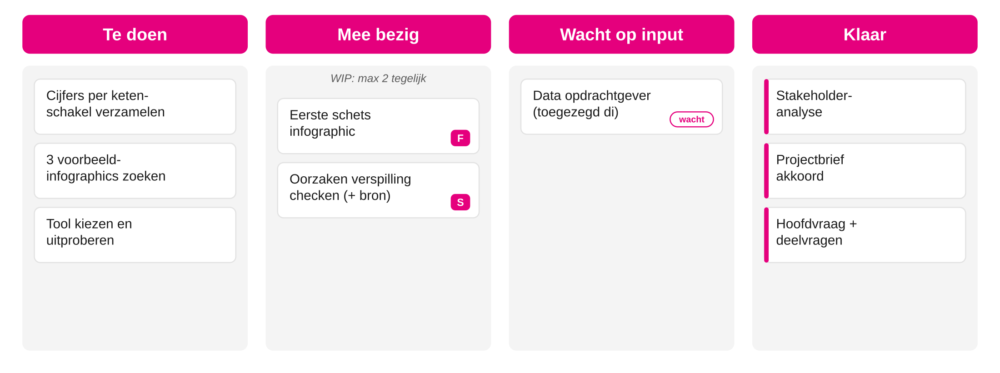 Te doen
Cijfers per keten-
schakel verzamelen
3 voorbeeld-
infographics zoeken
Tool kiezen en
uitproberen
Mee bezig
WIP: max 2 tegelijk
Eerste schets
infographic
F
Oorzaken verspilling
checken (+ bron)
S
Wacht op input
Data opdrachtgever
(toegezegd di)
wacht
Klaar
Stakeholder-
analyse
Projectbrief
akkoord
Hoofdvraag +
deelvragen